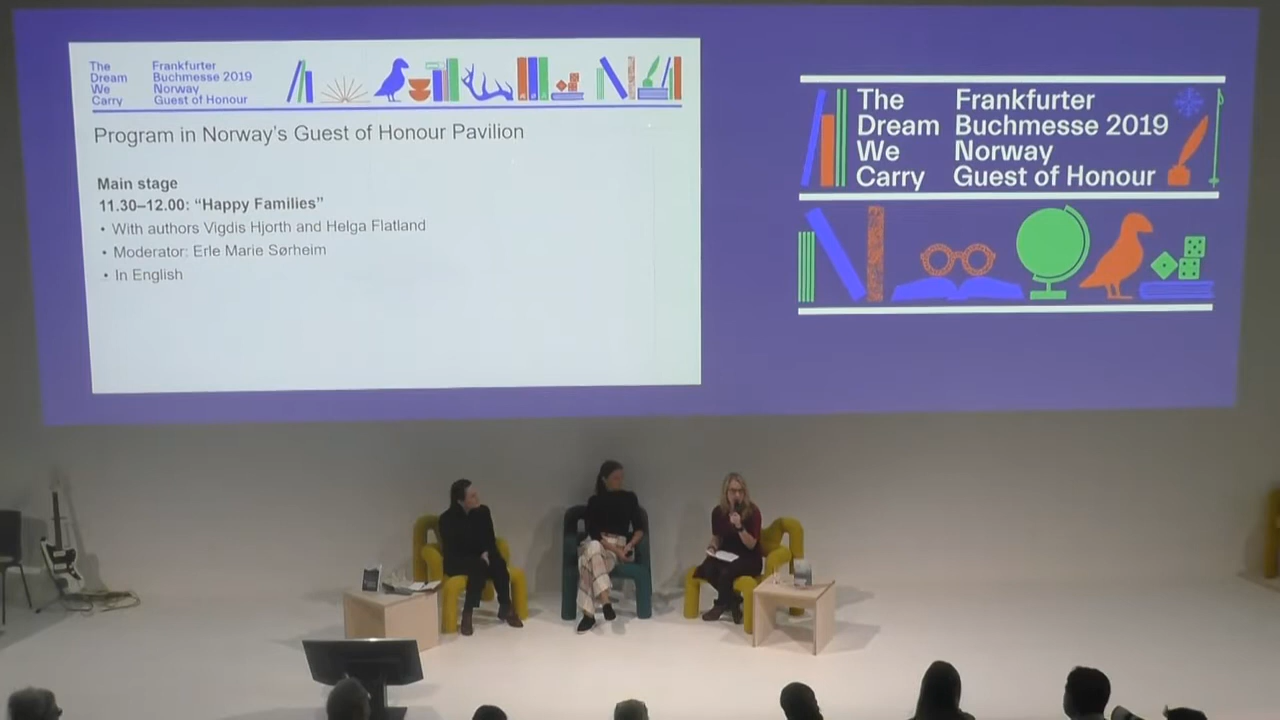 The
Dream
We
Carry
Frankfurter
Buchmesse 2019
Norway
Guest of Honour
Program in Norway's Guest of Honour Pavilion
Main stage
11.30–12.00: “Happy Families”
• With authors Vigdis Hjorth and Helga Flatland
• Moderator: Erle Marie Sørheim
• In English
The
Dream
We
Carry
Frankfurter
Buchmesse 2019
Norway
Guest of Honour